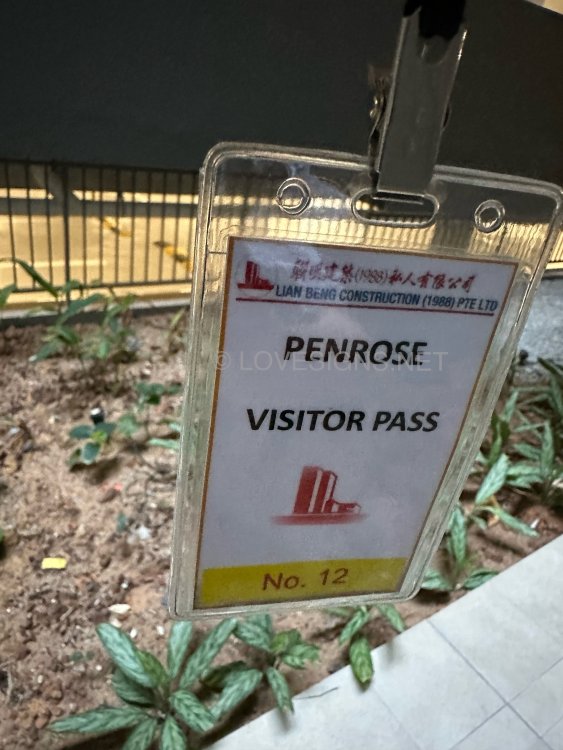 聯明建築(1988)私人有限公司
LIAN BENG CONSTRUCTION (1988) PTE LTD
PENROSE
© LOVESIGNS.NET
VISITOR PASS
No. 12